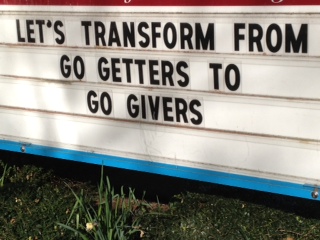 LET'S TRANSFORM FROM
GO GETTERS TO
GO GIVERS